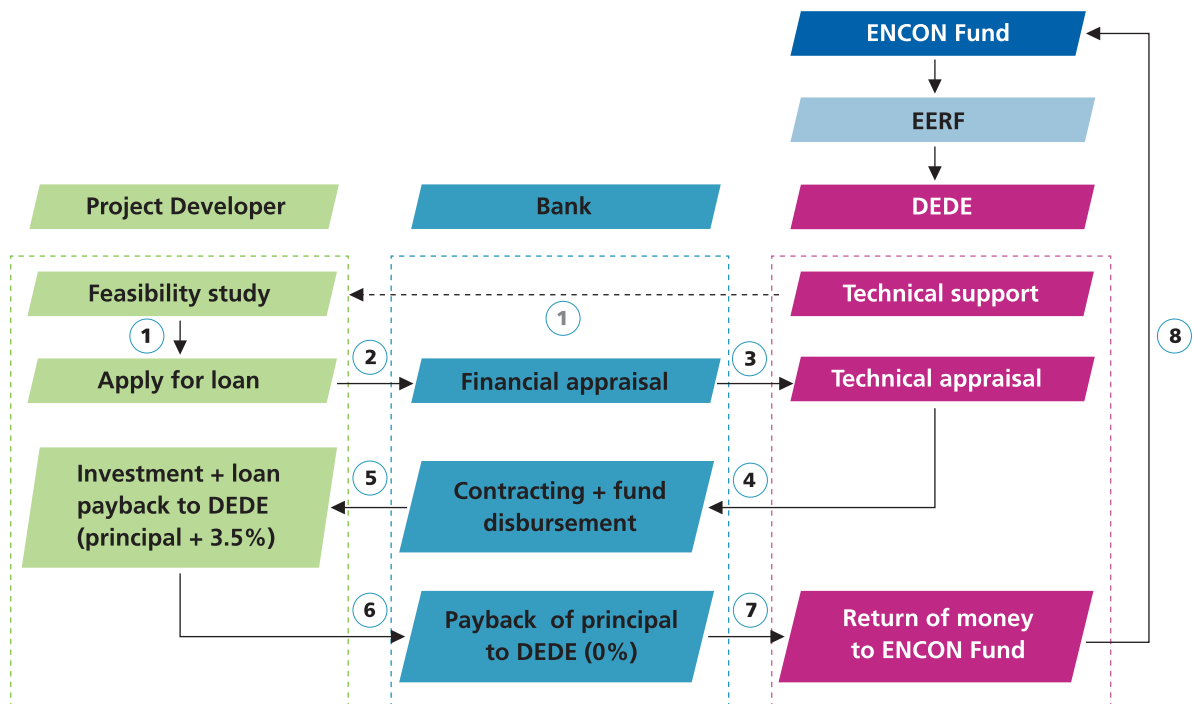 ENCON Fund
EERF
Project Developer
Bank
DEDE
Feasibility study
Technical support
1
1
Apply for loan
2
Financial appraisal
3
Technical appraisal
8
Investment + loan
payback to DEDE
(principal + 3.5%)
5
Contracting + fund
disbursement
4
6
Payback of principal
to DEDE (0%)
7
Return of money
to ENCON Fund